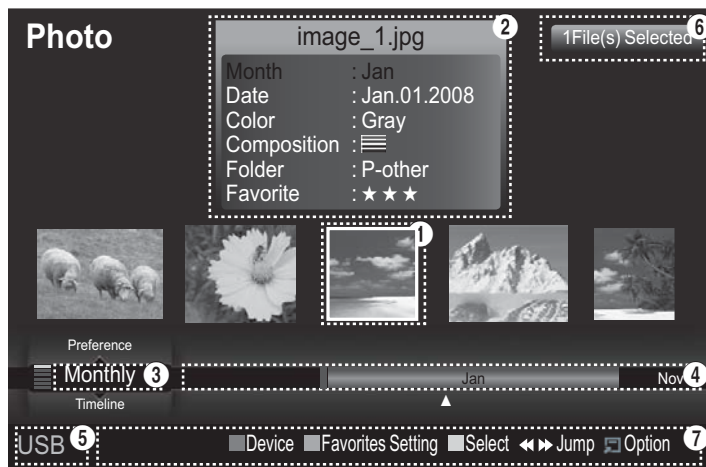 Photo
image_1.jpg
2
1File(s) Selected
6
Month : Jan
Date : Jan.01.2008
Color : Gray
Composition :
Folder : P-other
Favorite : ★ ★ ★
1
Preference
Monthly
3
Jan
Nov
4
Timeline
USB
5
Device
Favorites Setting
Select
Jump
Option
7